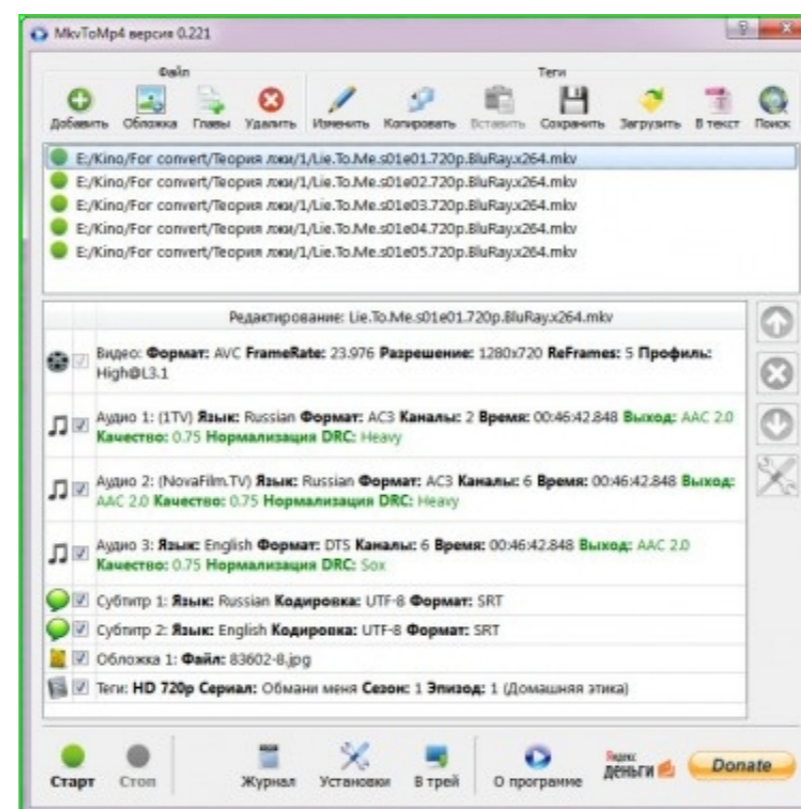 MkvToMp4 версия 0.221
Файл
Теги
Добавить Обложка Главы Удалить Изменить Копировать Вставить Сохранить Загрузить В текст Поиск
E:/Kino/For convert/Теория лжи/1/Lie.To.Me.s01e01.720p.BluRay.x264.mkv
E:/Kino/For convert/Теория лжи/1/Lie.To.Me.s01e02.720p.BluRay.x264.mkv
E:/Kino/For convert/Теория лжи/1/Lie.To.Me.s01e03.720p.BluRay.x264.mkv
E:/Kino/For convert/Теория лжи/1/Lie.To.Me.s01e04.720p.BluRay.x264.mkv
E:/Kino/For convert/Теория лжи/1/Lie.To.Me.s01e05.720p.BluRay.x264.mkv
Редактирование: Lie.To.Me.s01e01.720p.BluRay.x264.mkv
Видео: Формат: AVC FrameRate: 23.976 Разрешение: 1280x720 ReFrames: 5 Профиль:
High@L3.1
Аудио 1: (1TV) Язык: Russian Формат: AC3 Каналы: 2 Время: 00:46:42.848 Выход: AAC 2.0
Качество: 0.75 Нормализация DRC: Heavy
Аудио 2: (NovaFilm.TV) Язык: Russian Формат: AC3 Каналы: 6 Время: 00:46:42.848 Выход:
AAC 2.0 Качество: 0.75 Нормализация DRC: Heavy
Аудио 3: Язык: English Формат: DTS Каналы: 6 Время: 00:46:42.848 Выход: AAC 2.0
Качество: 0.75 Нормализация DRC: Sox
Субтитр 1: Язык: Russian Кодировка: UTF-8 Формат: SRT
Субтитр 2: Язык: English Кодировка: UTF-8 Формат: SRT
Обложка 1: Файл: 83602-8.jpg
Теги: HD 720p Сериал: Обмани меня Сезон: 1 Эпизод: 1 (Домашняя этика)
Старт Стоп Журнал Установки В трей О программе Яндекс деньги Donate